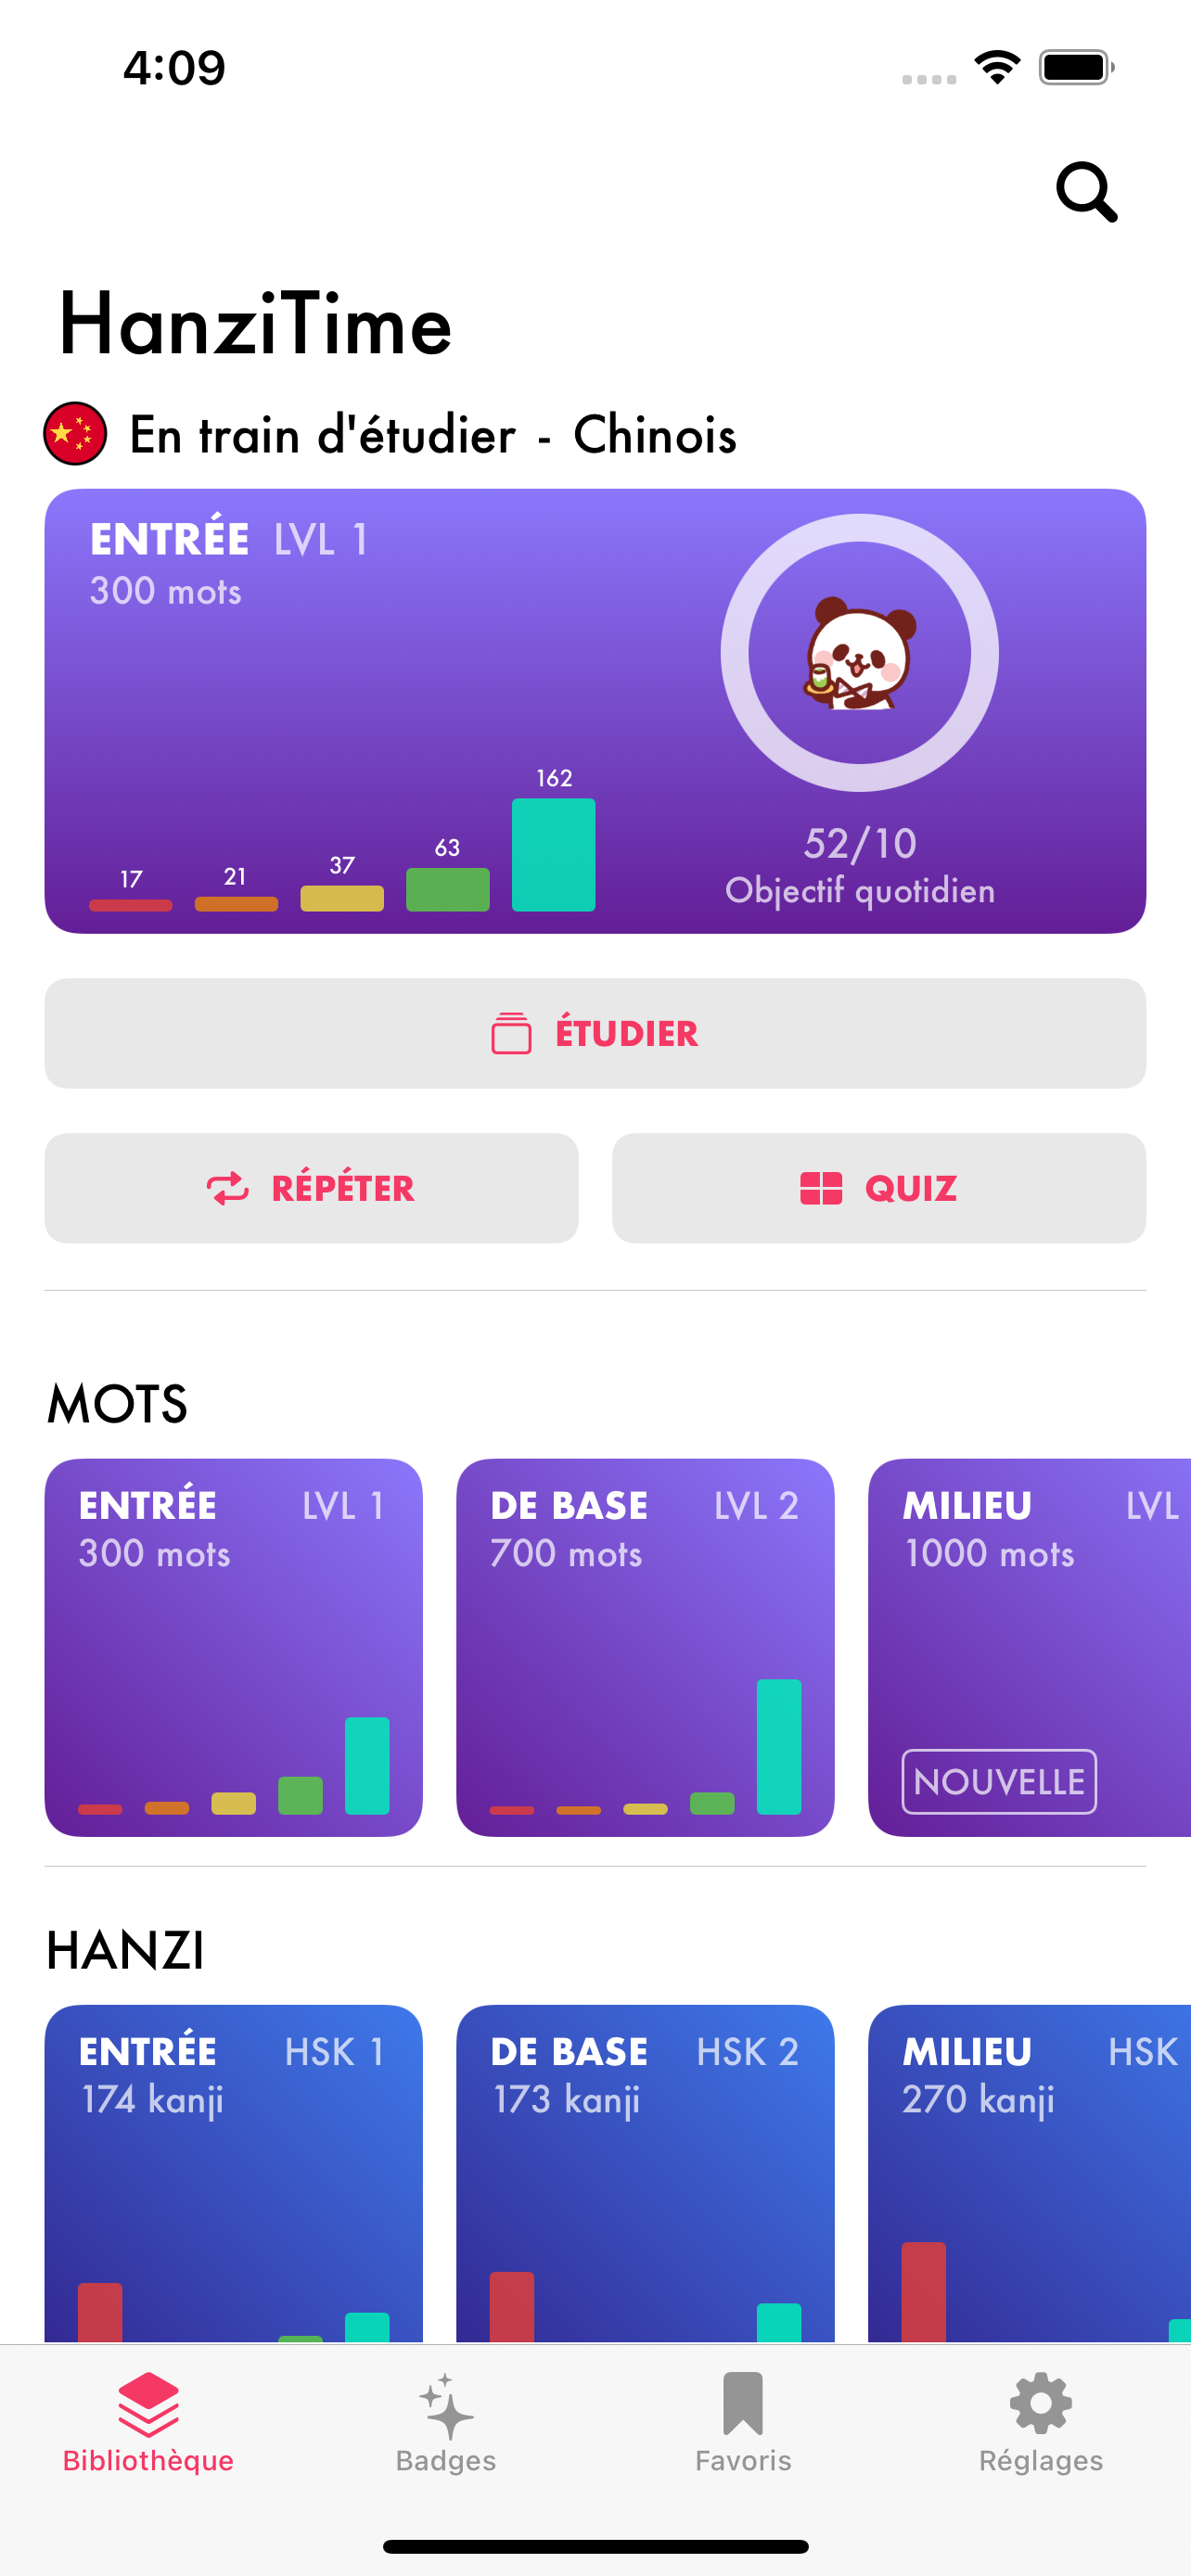 4:09
HanziTime
En train d'étudier - Chinois
ENTRÉE LVL 1
300 mots
17 21 37 63 162
52/10
Objectif quotidien
ÉTUDIER
RÉPÉTER
QUIZ
MOTS
ENTRÉE LVL 1
300 mots
DE BASE LVL 2
700 mots
MILIEU LVL
1000 mots
NOUVELLE
HANZI
ENTRÉE HSK 1
174 kanji
DE BASE HSK 2
173 kanji
MILIEU HSK
270 kanji
Bibliothèque
Badges
Favoris
Réglages